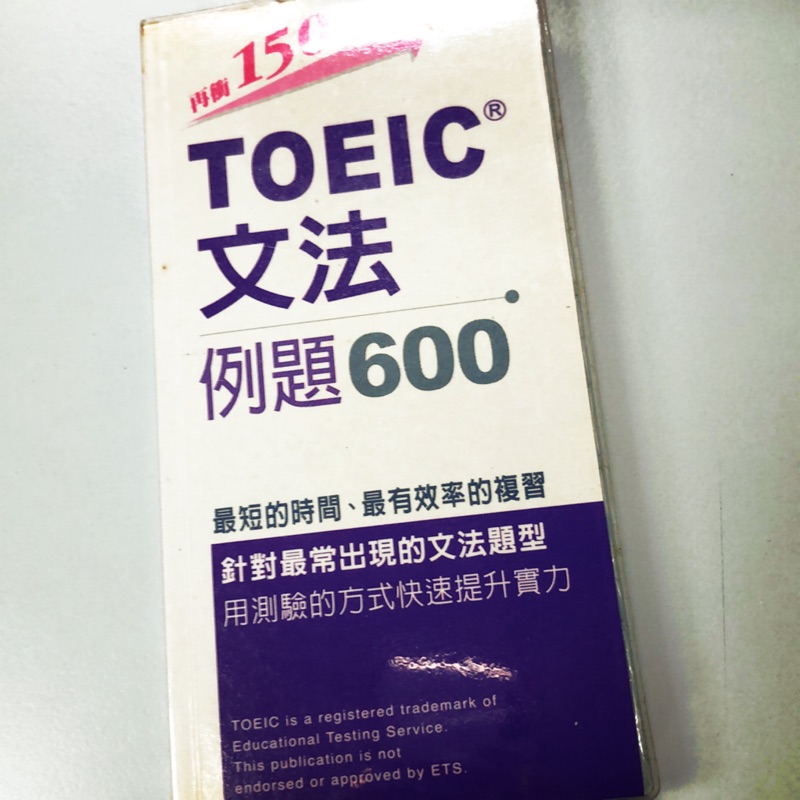 再衝150
TOEIC®
文法
例題600
最短的時間、最有效率的複習
針對最常出現的文法題型
用測驗的方式快速提升實力
TOEIC is a registered trademark of
Educational Testing Service.
This publication is not
endorsed or approved by ETS.